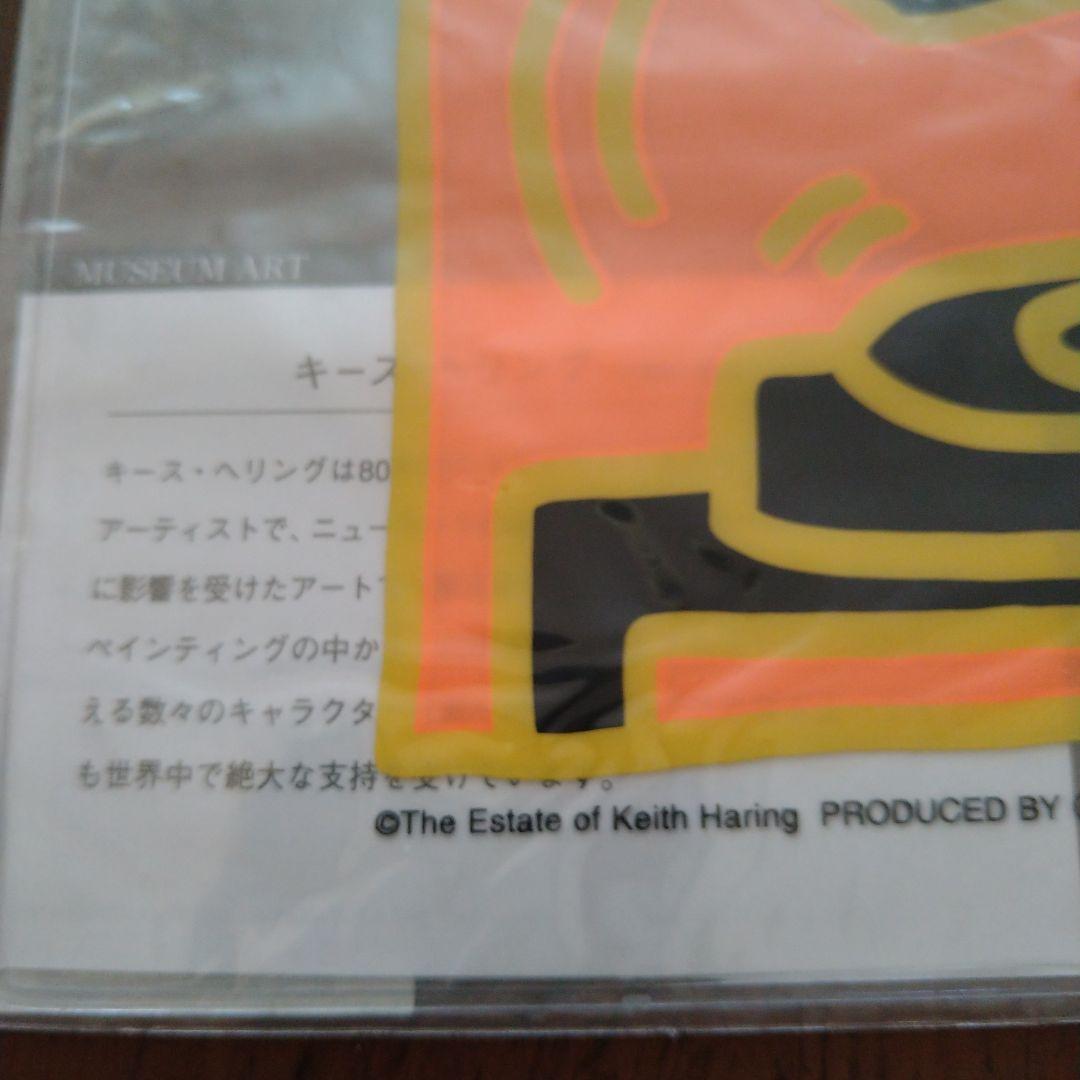 MUSEUM ART
キース
キース・ヘリングは80
アーティストで、ニュー
に影響を受けたアート
ペインティングの中か
える数々のキャラクタ
も世界中で絶大な支持を受けています。
©The Estate of Keith Haring PRODUCED BY